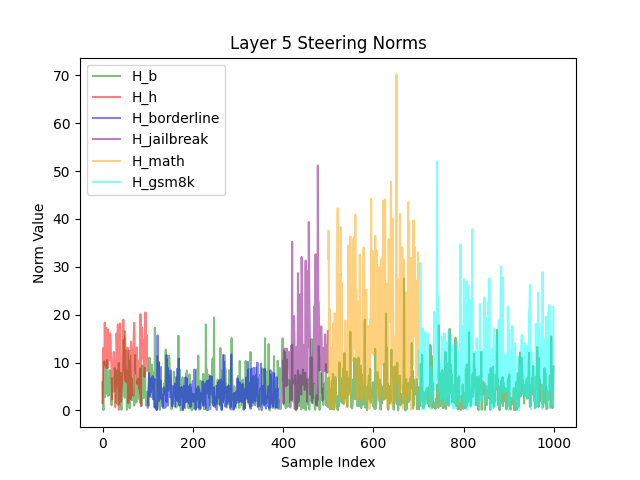 Layer 5 Steering Norms
H_b
H_h
H_borderline
H_jailbreak
H_math
H_gsm8k
Norm Value
70
60
50
40
30
20
10
0
0 200 400 600 800 1000
Sample Index